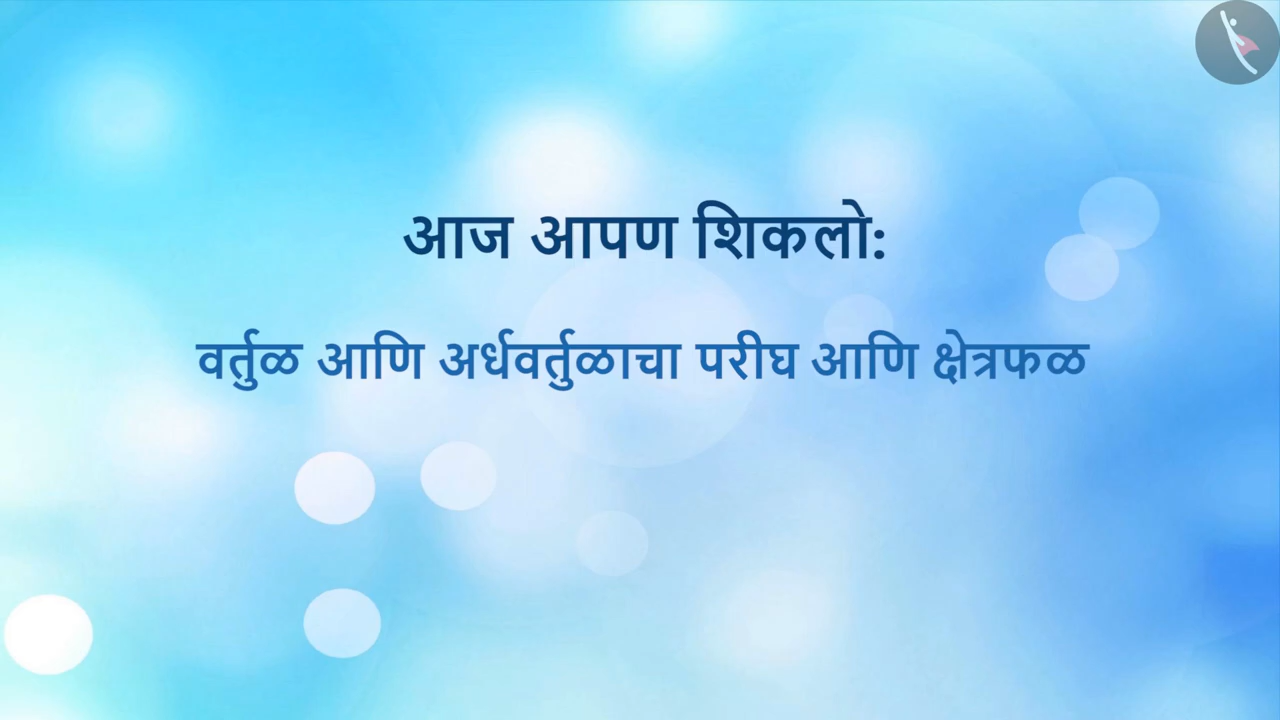 आज आपण शिकलो:
वर्तुळ आणि अर्धवर्तुळाचा परीघ आणि क्षेत्रफळ